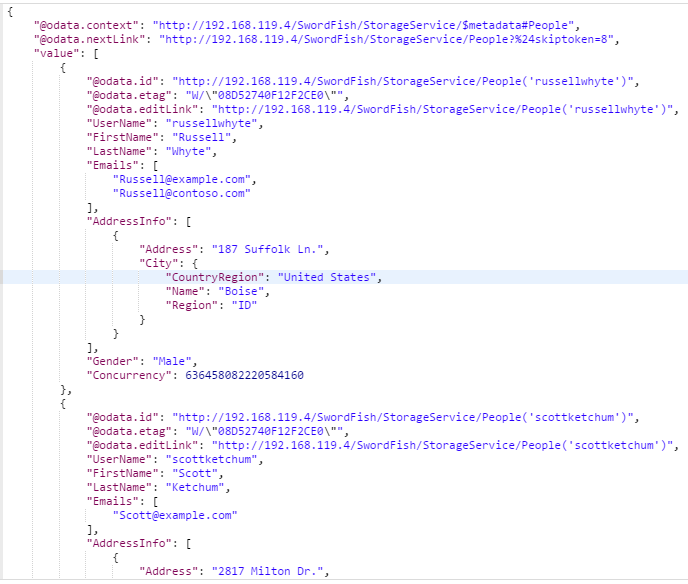 {
    "@odata.context": "http://192.168.119.4/SwordFish/StorageService/$metadata#People",
    "@odata.nextLink": "http://192.168.119.4/SwordFish/StorageService/People?%24skiptoken=8",
    "value": [
        {
            "@odata.id": "http://192.168.119.4/SwordFish/StorageService/People('russellwhyte')",
            "@odata.etag": "W/\"08D52740F12F2CE0\"",
            "@odata.editLink": "http://192.168.119.4/SwordFish/StorageService/People('russellwhyte')",
            "UserName": "russellwhyte",
            "FirstName": "Russell",
            "LastName": "Whyte",
            "Emails": [
                "Russell@example.com",
                "Russell@contoso.com"
            ],
            "AddressInfo": [
                {
                    "Address": "187 Suffolk Ln.",
                    "City": {
                        "CountryRegion": "United States",
                        "Name": "Boise",
                        "Region": "ID"
                    }
                }
            ],
            "Gender": "Male",
            "Concurrency": 636458082220584160
        },
        {
            "@odata.id": "http://192.168.119.4/SwordFish/StorageService/People('scottketchum')",
            "@odata.etag": "W/\"08D52740F12F2CE0\"",
            "@odata.editLink": "http://192.168.119.4/SwordFish/StorageService/People('scottketchum')",
            "UserName": "scottketchum",
            "FirstName": "Scott",
            "LastName": "Ketchum",
            "Emails": [
                "Scott@example.com"
            ],
            "AddressInfo": [
                {
                    "Address": "2817 Milton Dr.",